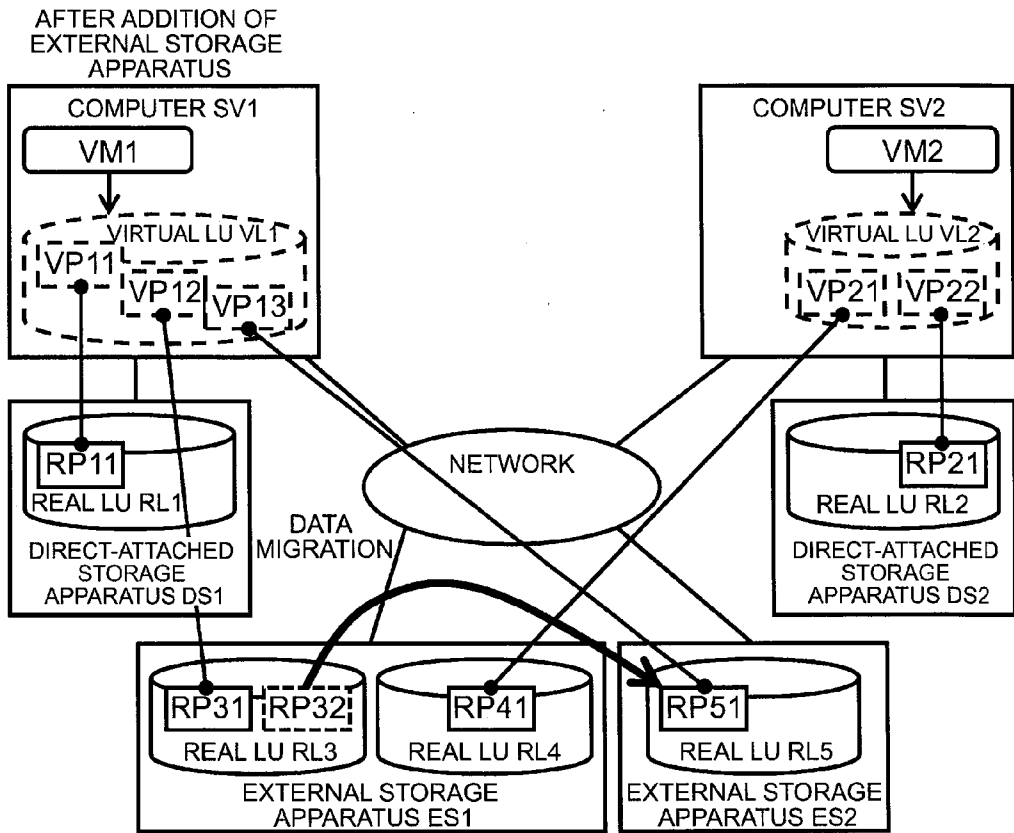 AFTER ADDITION OF
EXTERNAL STORAGE
APPARATUS
COMPUTER SV1
VM1
VIRTUAL LU VL1
VP11
VP12
VP13
COMPUTER SV2
VM2
VIRTUAL LU VL2
VP21
VP22
RP11
REAL LU RL1
DIRECT-ATTACHED
STORAGE
APPARATUS DS1
NETWORK
DATA
MIGRATION
RP21
REAL LU RL2
DIRECT-ATTACHED
STORAGE
APPARATUS DS2
RP31
RP32
REAL LU RL3
RP41
REAL LU RL4
EXTERNAL STORAGE
APPARATUS ES1
RP51
REAL LU RL5
EXTERNAL STORAGE
APPARATUS ES2